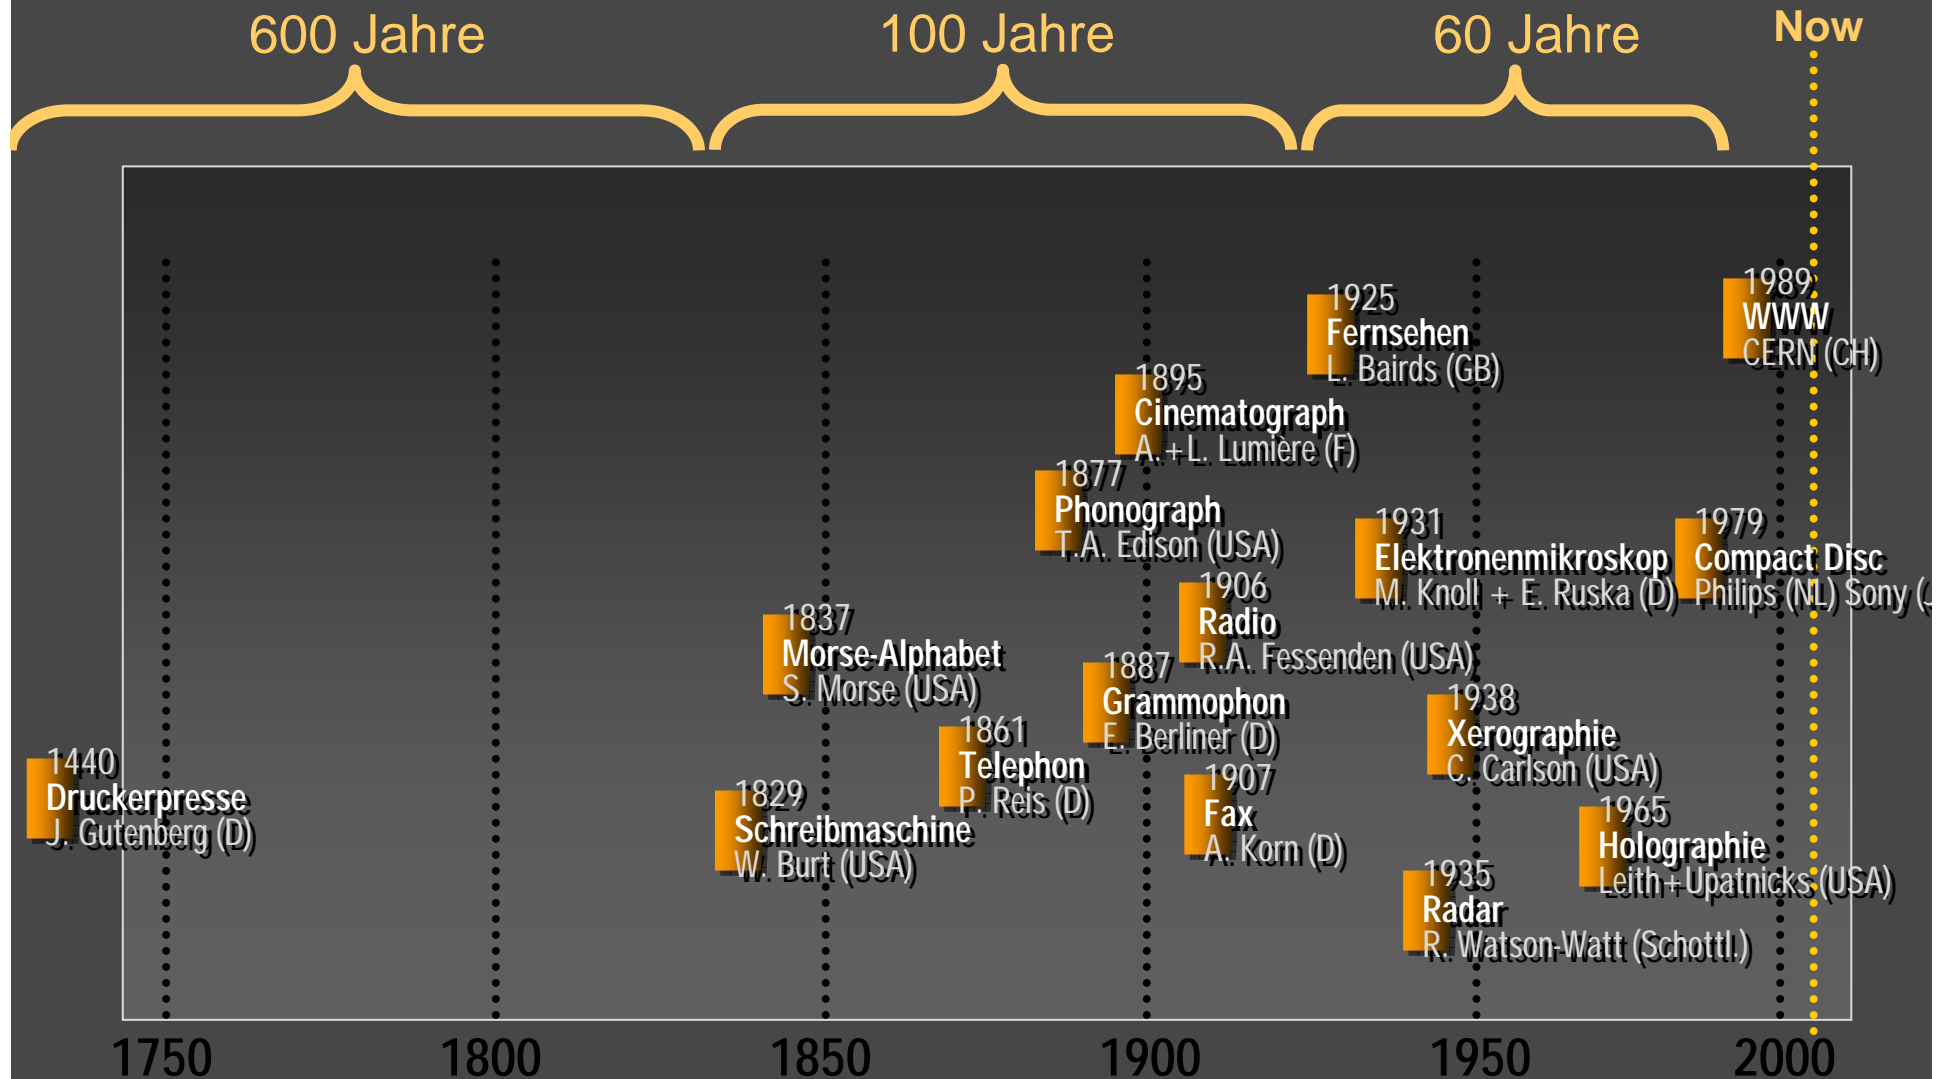 600 Jahre
100 Jahre
60 Jahre
Now
1989
WWW
CERN (CH)
1925
Fernsehen
L. Bairds (GB)
1895
Cinematograph
A.+L. Lumière (F)
1877
Phonograph
T.A. Edison (USA)
1931
Elektronenmikroskop
M. Knoll + E. Ruska (D)
1979
Compact Disc
Philips (NL) Sony (
1906
Radio
R.A. Fessenden (USA)
1837
Morse-Alphabet
S. Morse (USA)
1887
Grammophon
E. Berliner (D)
1938
Xerographie
C. Carlson (USA)
1861
Telephon
P. Reis (D)
1440
Druckerpresse
J. Gutenberg (D)
1907
Fax
A. Korn (D)
1829
Schreibmaschine
W. Burt (USA)
1965
Holographie
Leith+Upatnicks (USA)
1935
Radar
R. Watson-Watt (Schottl.)
1750
1800
1850
1900
1950
2000